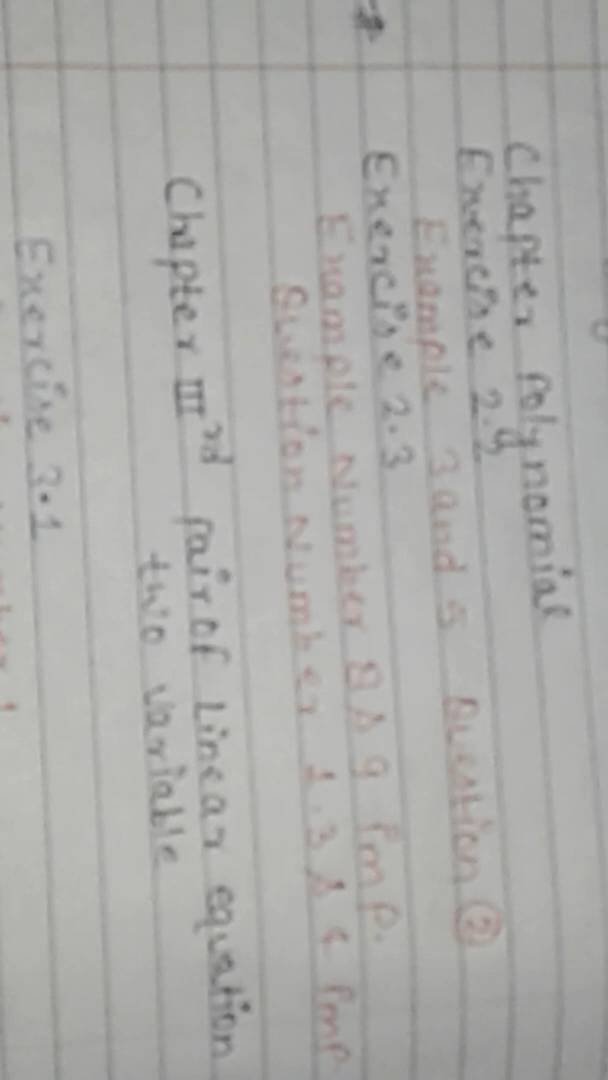 Chapter Polynomial
Exercise 2.2
Example 3 and 5 Question ②
Exercise 2.3
Example Number 8 & 9 Imp.
Question Number 1.3 & 4 Imp
Chapter IIIrd Pair of Linear equation
two variable
Exercise 3.1